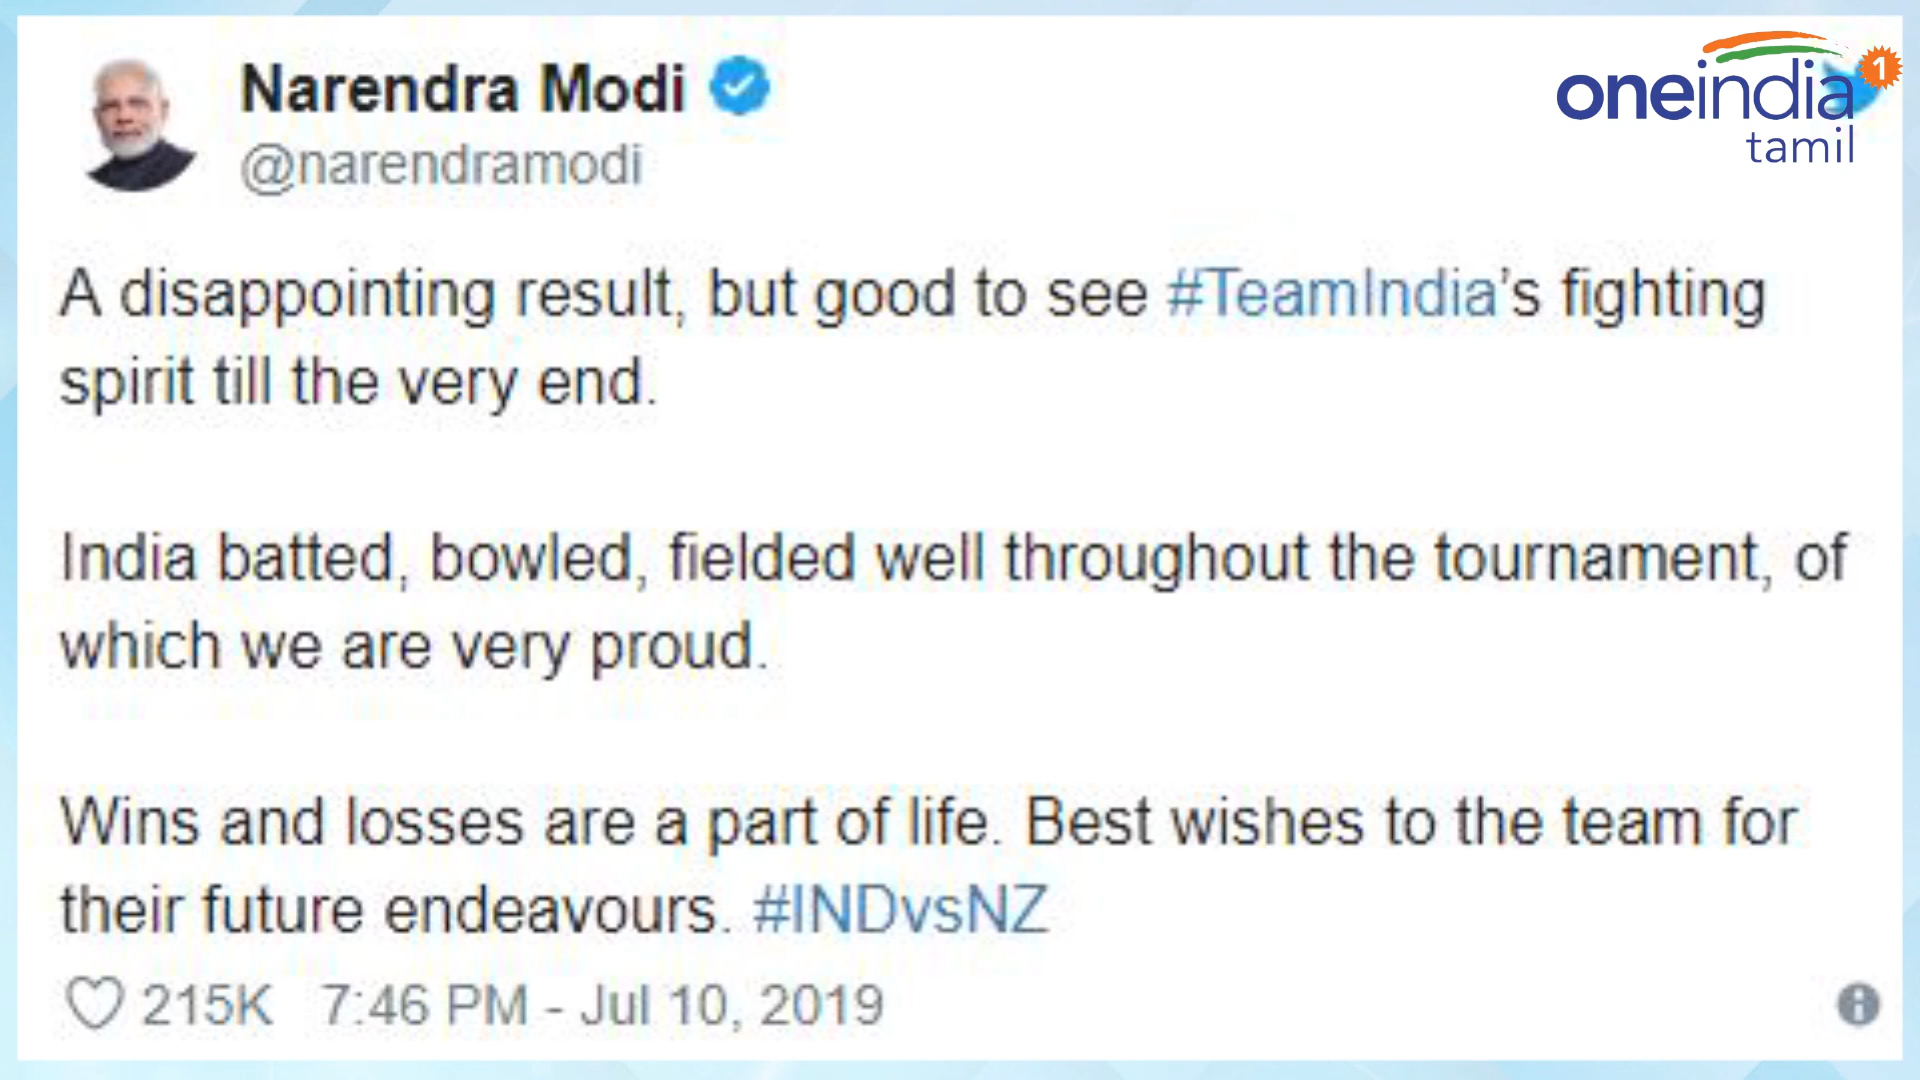 Narendra Modi
@narendramodi
oneindia
1
tamil
A disappointing result, but good to see #TeamIndia's fighting
spirit till the very end.
India batted, bowled, fielded well throughout the tournament, of
which we are very proud.
Wins and losses are a part of life. Best wishes to the team for
their future endeavours. #INDvsNZ
215K 7:46 PM - Jul 10, 2019